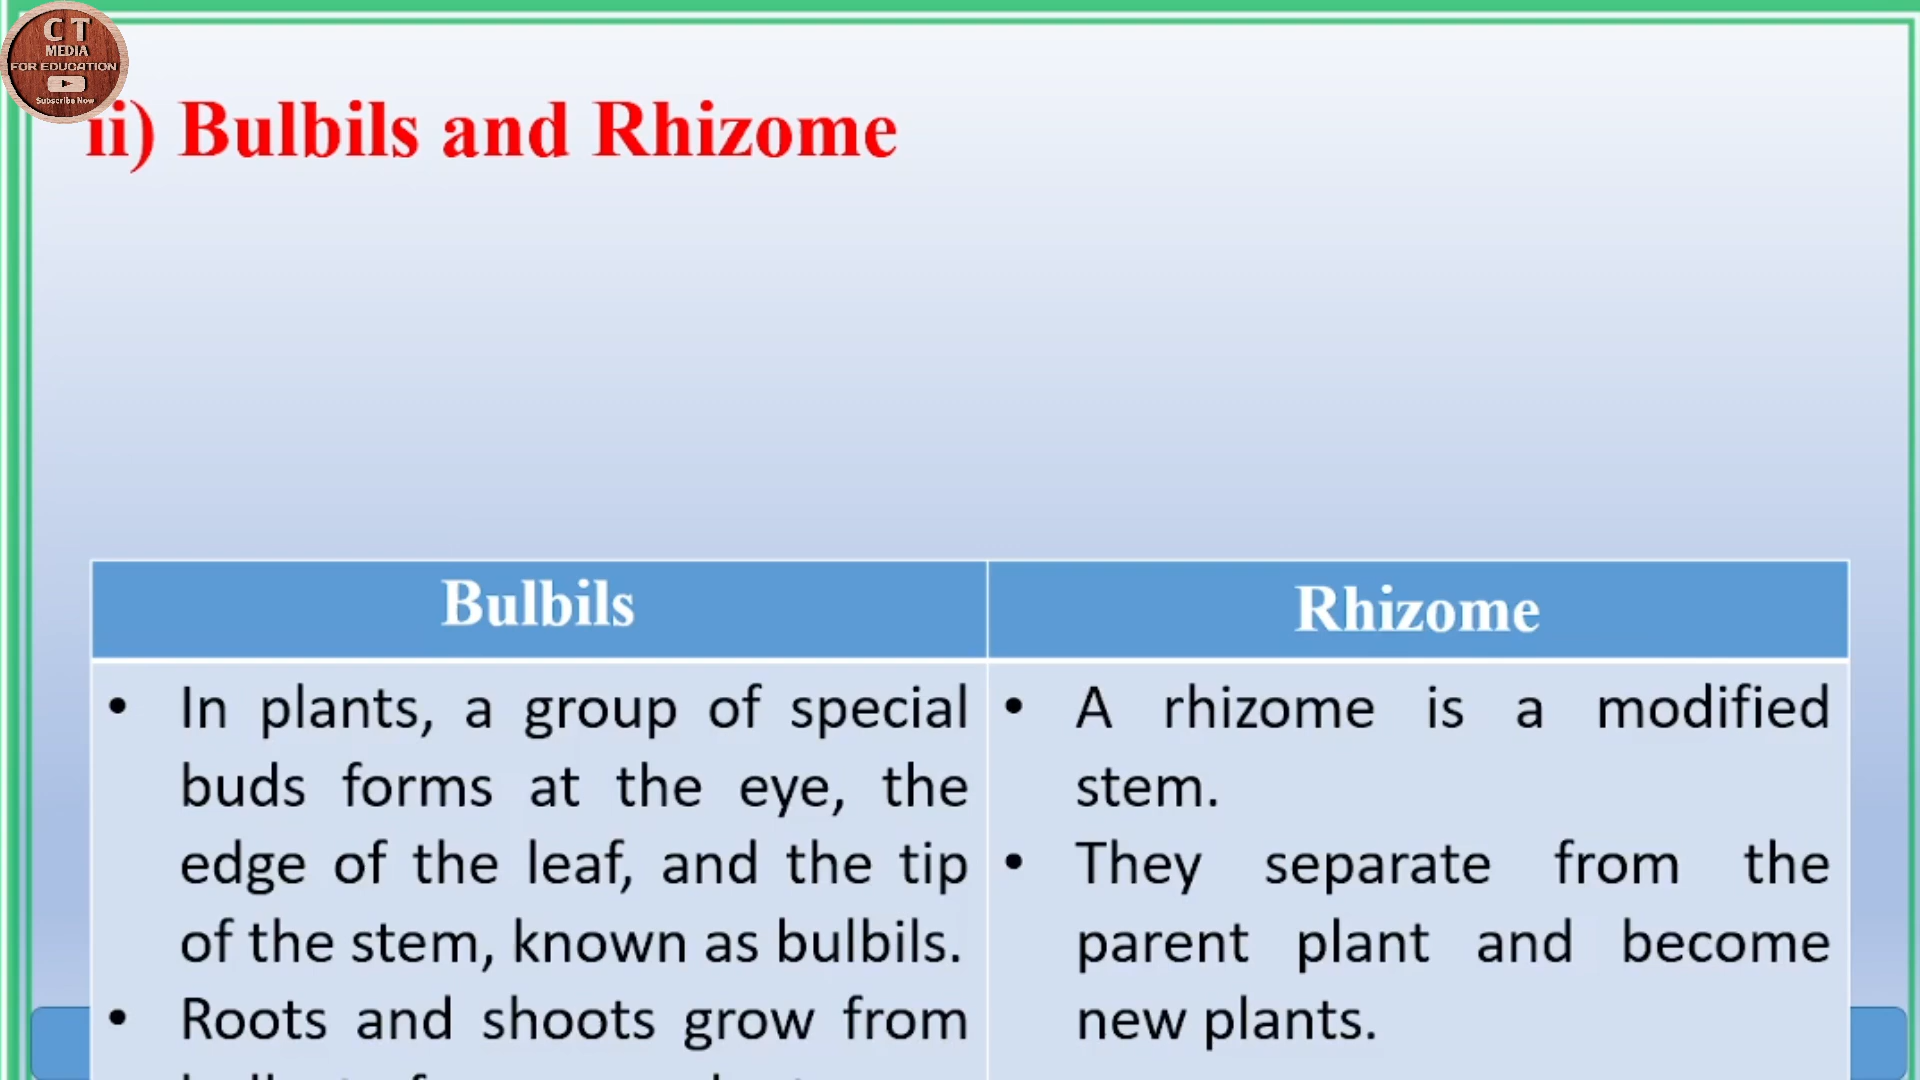 C T
MEDIA
FOR EDUCATION
Subscribe Now
ii) Bulbils and Rhizome
Bulbils
• In plants, a group of special
buds forms at the eye, the
edge of the leaf, and the tip
of the stem, known as bulbils.
• Roots and shoots grow from
Rhizome
• A rhizome is a modified
stem.
• They separate from the
parent plant and become
new plants.